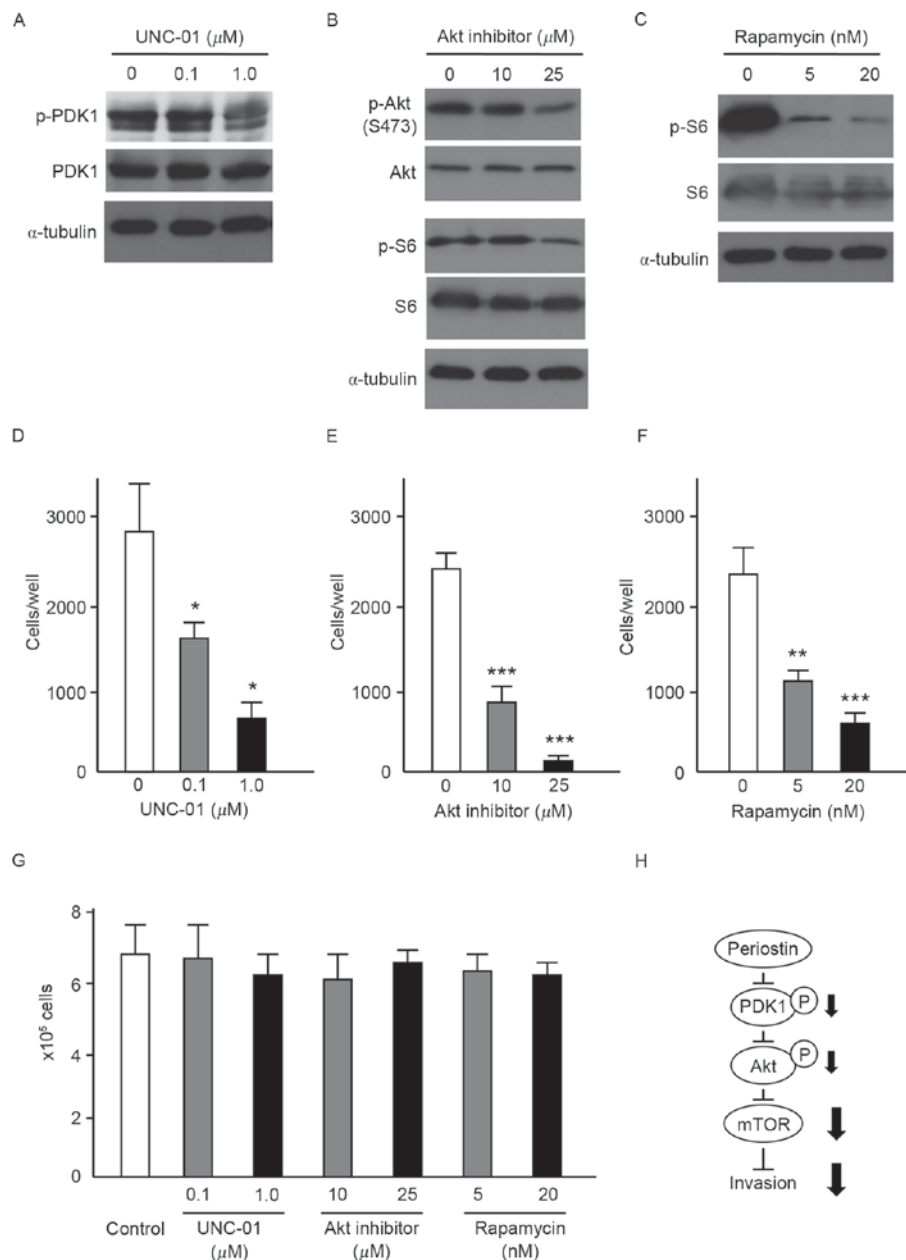 A
UNC-01 (μM)
0 0.1 1.0
p-PDK1
PDK1
α-tubulin
B
Akt inhibitor (μM)
0 10 25
p-Akt
(S473)
Akt
p-S6
S6
α-tubulin
C
Rapamycin (nM)
0 5 20
p-S6
S6
α-tubulin
D
Cells/well
3000
2000
1000
0
*
*
0 0.1 1.0
UNC-01 (μM)
E
Cells/well
3000
2000
1000
0
***
***
0 10 25
Akt inhibitor (μM)
F
Cells/well
3000
2000
1000
0
**
***
0 5 20
Rapamycin (nM)
G
x10⁵ cells
8
6
4
2
0
0.1 1.0 10 25 5 20
Control UNC-01 Akt inhibitor Rapamycin
(μM) (μM) (nM)
H
Periostin
PDK1 P
Akt P
mTOR
Invasion